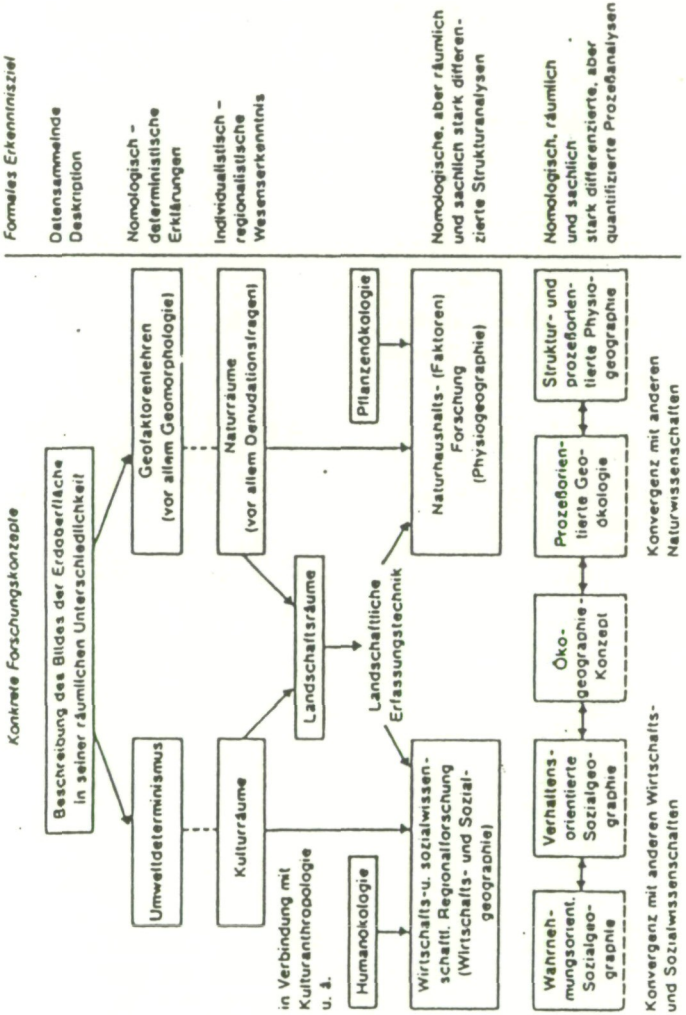 Konkrete Forschungskonzepte
Formales Erkenntnisziel
Beschreibung des Bildes der Erdoberfläche
in seiner räumlichen Unterschiedlichkeit
Datensammelnde
Deskription
Umweltdeterminismus
Geofaktorenlehren
(vor allem Geomorphologie)
Nomologisch –
deterministische
Erklärungen
Kulturräume
Naturräume
(vor allem Denudationsfragen)
Individualistisch –
regionalistische
Wesenserkenntnis
in Verbindung mit
Kulturanthropologie
u. ä.
Landschaftsräume
Humanökologie
Landschaftliche
Erfassungstechnik
Pflanzenökologie
Wirtschafts-u. sozialwissen-
schaftl. Regionalforschung
(Wirtschafts- und Sozial-
geographie)
Naturhaushalts- (Faktoren)
Forschung
(Physiogeographie)
Nomologische, aber räumlich
und sachlich stark differen-
zierte Strukturanalysen
Wahrneh-
mungsorient.
Sozialgeo-
graphie
Verhaltens-
orientierte
Sozialgeo-
graphie
Öko-
geographie-
Konzept
Prozeßorien-
tierte Geo-
ökologie
Struktur- und
prozeßorien-
tierte Physio-
geographie
Nomologisch, räumlich
und sachlich
stark differenzierte, aber
quantifizierte Prozeßanalysen
Konvergenz mit anderen Wirtschafts-
und Sozialwissenschaften
Konvergenz mit anderen
Naturwissenschaften